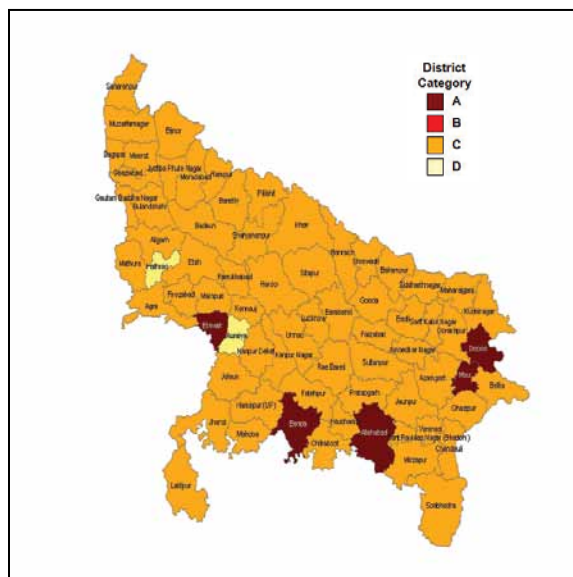 District
Category
A
B
C
D
Saharanpur
Muzaffarnagar
Bijnor
Bagpat
Meerut
Ghaziabad
Jyotiba Phule Nagar
Moradabad
Rampur
Gautam Buddha Nagar
Bulandshahr
Bareilly
Pilibhit
Budaun
Shahjahanpur
Kheri
Aligarh
Mathura
Hathras
Etah
Farrukhabad
Hardoi
Sitapur
Bahraich
Shrawasti
Balrampur
Siddharthnagar
Maharajganj
Kushinagar
Agra
Firozabad
Mainpuri
Kannauj
Lucknow
Barabanki
Gonda
Basti
Sant Kabir Nagar
Gorakhpur
Deoria
Etawah
Auraiya
Kanpur Dehat
Kanpur Nagar
Unnao
Rae Bareli
Faizabad
Sultanpur
Ambedkar Nagar
Azamgarh
Mau
Ballia
Jalaun
Fatehpur
Pratapgarh
Jaunpur
Ghazipur
Hamirpur (UP)
Banda
Kaushambi
Allahabad
Varanasi
Sant Ravidas Nagar (Bhadohi)
Chandauli
Jhansi
Mahoba
Chitrakoot
Mirzapur
Lalitpur
Sonbhadra